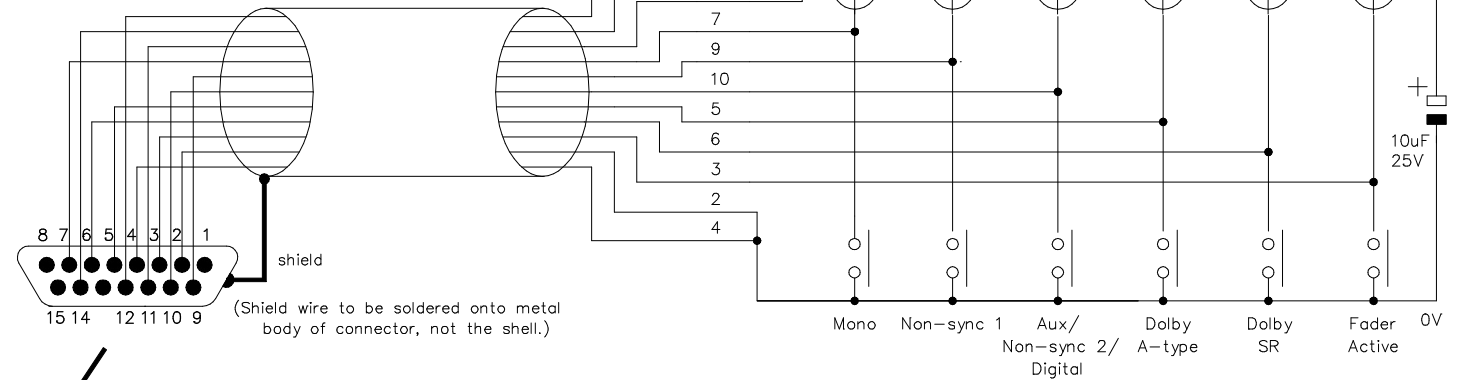 7
9
10
5
6
3
2
4
+
10uF
25V
8 7 6 5 4 3 2 1
shield
15 14 12 11 10 9
(Shield wire to be soldered onto metal
body of connector, not the shell.)
Mono
Non-sync 1
Aux/
Non-sync 2/
Digital
Dolby
A-type
Dolby
SR
Fader
Active
0V